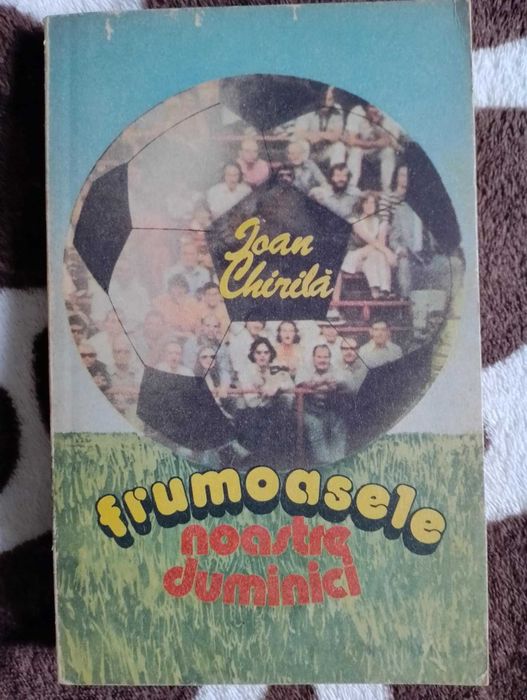 Ioan
Chirilă
frumoasele
noastre
duminici